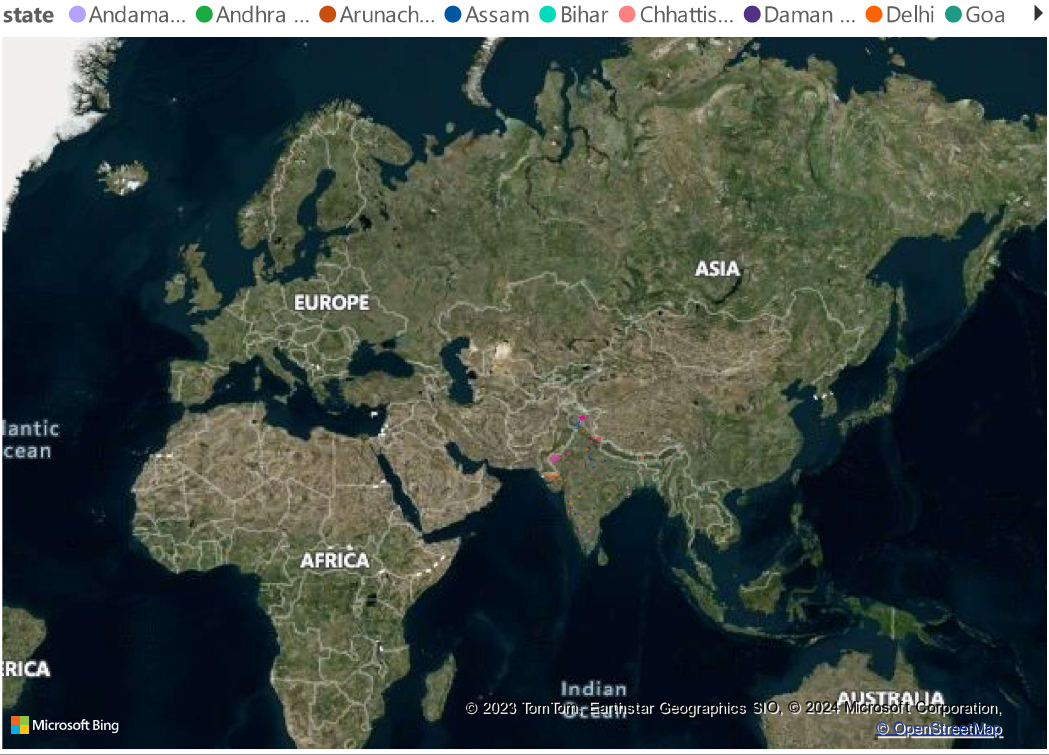 state Andama... Andhra ... Arunach... Assam Bihar Chhattis... Daman ... Delhi Goa
ASIA
EUROPE
lantic
cean
AFRICA
ERICA
Indian
Ocean
AUSTRALIA
© 2023 TomTom, Earthstar Geographics SIO, © 2024 Microsoft Corporation,
© OpenStreetMap
Microsoft Bing